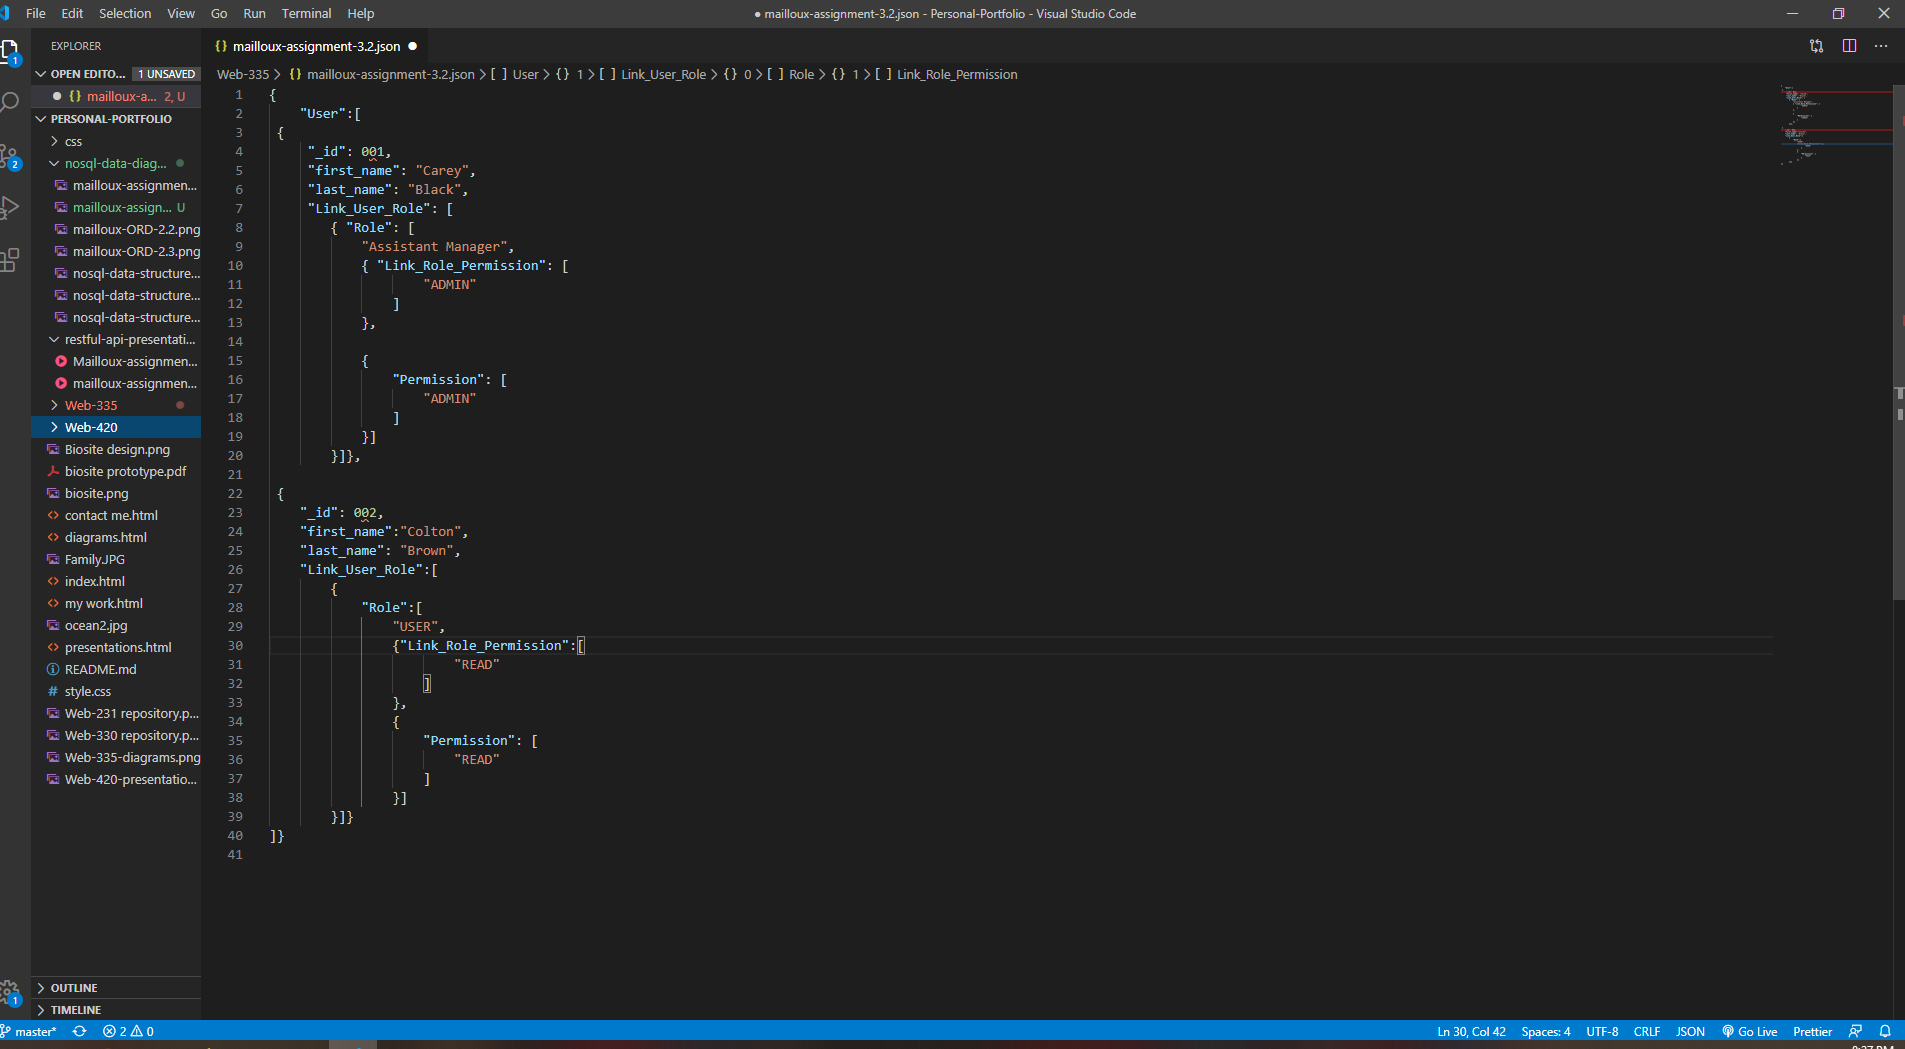 File Edit Selection View Go Run Terminal Help
● mailloux-assignment-3.2.json - Personal-Portfolio - Visual Studio Code
EXPLORER
OPEN EDITO... 1 UNSAVED
{} mailloux-a... 2, U
PERSONAL-PORTFOLIO
css
nosql-data-diag...
mailloux-assignmen...
mailloux-assign... U
mailloux-ORD-2.2.png
mailloux-ORD-2.3.png
nosql-data-structure...
nosql-data-structure...
nosql-data-structure...
restful-api-presentati...
Mailloux-assignmen...
mailloux-assignmen...
Web-335
Web-420
Biosite design.png
biosite prototype.pdf
biosite.png
contact me.html
diagrams.html
Family.JPG
index.html
my work.html
ocean2.jpg
presentations.html
README.md
style.css
Web-231 repository.p...
Web-330 repository.p...
Web-335-diagrams.png
Web-420-presentatio...
OUTLINE
TIMELINE
{} mailloux-assignment-3.2.json ●
Web-335 > {} mailloux-assignment-3.2.json > [ ] User > {} 1 > [ ] Link_User_Role > {} 0 > [ ] Role > {} 1 > [ ] Link_Role_Permission
1 {
2 "User":[
3 {
4 "_id": 001,
5 "first_name": "Carey",
6 "last_name": "Black",
7 "Link_User_Role": [
8 { "Role": [
9 "Assistant Manager",
10 { "Link_Role_Permission": [
11 "ADMIN"
12 ]
13 },
14
15 {
16 "Permission": [
17 "ADMIN"
18 ]
19 }]
20 }]},
21
22 {
23 "_id": 002,
24 "first_name":"Colton",
25 "last_name": "Brown",
26 "Link_User_Role":[
27 {
28 "Role":[
29 "USER",
30 {"Link_Role_Permission":[
31 "READ"
32 ]
33 },
34 {
35 "Permission": [
36 "READ"
37 ]
38 }]
39 }]}
40 ]}
41
master* 2 0
Ln 30, Col 42 Spaces: 4 UTF-8 CRLF JSON Go Live Prettier